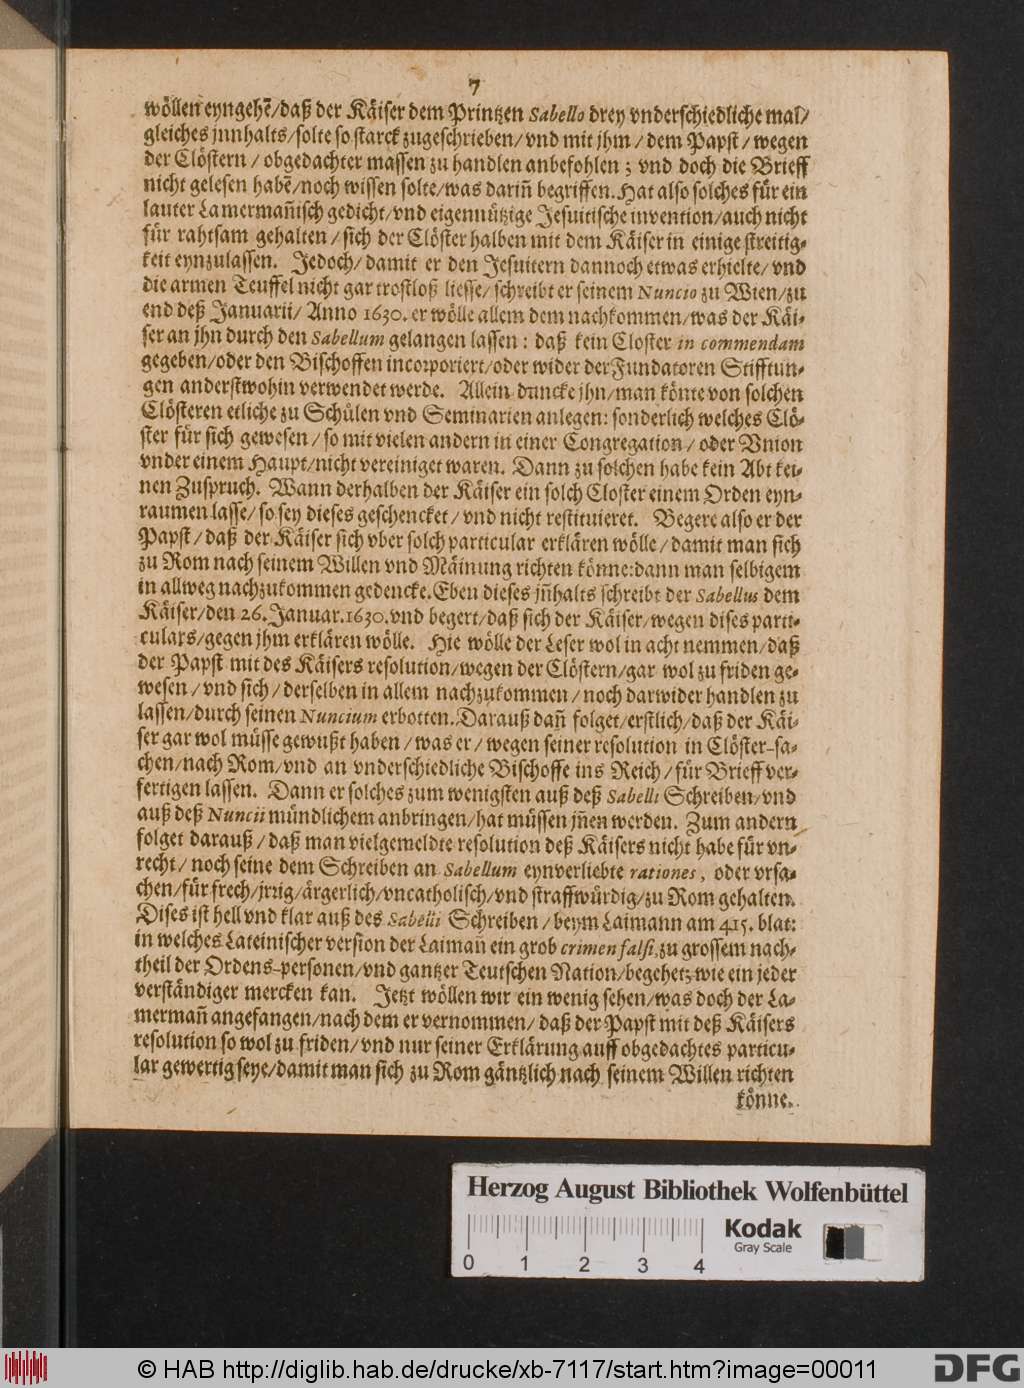 7
wöllen eyngehẽ/daß der Käiser dem Printzen Sabello drey vnderschiedliche mal/
gleiches jnnhalts/solte so starck zugeschrieben/vnd mit jhm/dem Papst/wegen
der Clöstern/obgedachter massen zu handlen anbefohlen; vnd doch die Brieff
nicht gelesen habẽ/noch wissen solte/was dariñ begriffen. Hat also solches für ein
lauter Lamermañisch gedicht/vnd eigennützige Jesuitische invention/auch nicht
für rahtsam gehalten/sich der Clöster halben mit dem Käiser in einige streitig-
keit eynzulassen. Jedoch/damit er den Jesuitern dannoch etwas erhielte/vnd
die armen Teuffel nicht gar trostloß liesse/schreibt er seinem Nuncio zu Wien/zu
end deß Januarii/Anno 1630. er wölle allem dem nachkommen/was der Käi-
ser an jhn durch den Sabellum gelangen lassen: daß kein Closter in commendam
gegeben/oder den Bischoffen incorporiert/oder wider der Fundatoren Stifftun-
gen anderstwohin verwendet werde. Allein duncke jhn/man könte von solchen
Clösteren etliche zu Schülen vnd Seminarien anlegen: sonderlich welches Clö-
ster für sich gewesen/so mit vielen andern in einer Congregation/oder Vnion
vnder einem Haupt/nicht vereiniget waren. Dann zu solchen habe kein Abt kei-
nen Zuspruch. Wann derhalben der Käiser ein solch Closter einem Orden eyn-
raumen lasse/so sey dieses geschencket/vnd nicht restituieret. Begere also er der
Papst/daß der Käiser sich vber solch particular erklären wölle/damit man sich
zu Rom nach seinem Willen vnd Mäinung richten könne: dann man selbigem
in allweg nachzukommen gedencke. Eben dieses jñhalts schreibt der Sabellus dem
Käiser/den 26. Januar. 1630. vnd begert/daß sich der Käiser/wegen dises parti-
culars/gegen jhm erklären wölle. Hie wölle der Leser wol in acht nemmen/daß
der Papst mit des Käisers resolution/wegen der Clöstern/gar wol zu friden ge-
wesen/vnd sich/derselben in allem nachzukommen/noch darwider handlen zu
lassen/durch seinen Nuncium erbotten. Darauß dañ folget/erstlich/daß der Käi-
ser gar wol müsse gewußt haben/was er/wegen seiner resolution in Clöster-sa-
chen/nach Rom/vnd an vnderschiedliche Bischoffe ins Reich/für Brieff ver-
fertigen lassen. Dann er solches zum wenigsten auß deß Sabelli Schreiben/vnd
auß deß Nuncii mündlichem anbringen/hat müssen jñen werden. Zum andern
folget darauß/daß man vielgemeldte resolution deß Käisers nicht habe für vn-
recht/noch seine dem Schreiben an Sabellum eynverliebte rationes, oder vrsa-
chen/für frech/jrrig/ärgerlich/vncatholisch/vnd straffwürdig/zu Rom gehalten.
Dises ist hell vnd klar auß des Sabelli Schreiben/beym Laimann am 415. blat:
in welches Lateinischer version der Laimañ ein grob crimen falsi, zu grossem nach-
theil der Ordens-personen/vnd gantzer Teutschen Nation/begehet; wie ein jeder
verständiger mercken kan. Jetzt wöllen wir ein wenig sehen/was doch der La-
mermañ angefangen/nach dem er vernommen/daß der Papst mit deß Käisers
resolution so wol zu friden/vnd nur seiner Erklärung auff obgedachtes particu-
lar gewertig seye/damit man sich zu Rom gäntzlich nach seinem Willen richten
könne.
Herzog August Bibliothek Wolfenbüttel
Kodak
Gray Scale
0 1 2 3 4
© HAB http://diglib.hab.de/drucke/xb-7117/start.htm?image=00011
DFG